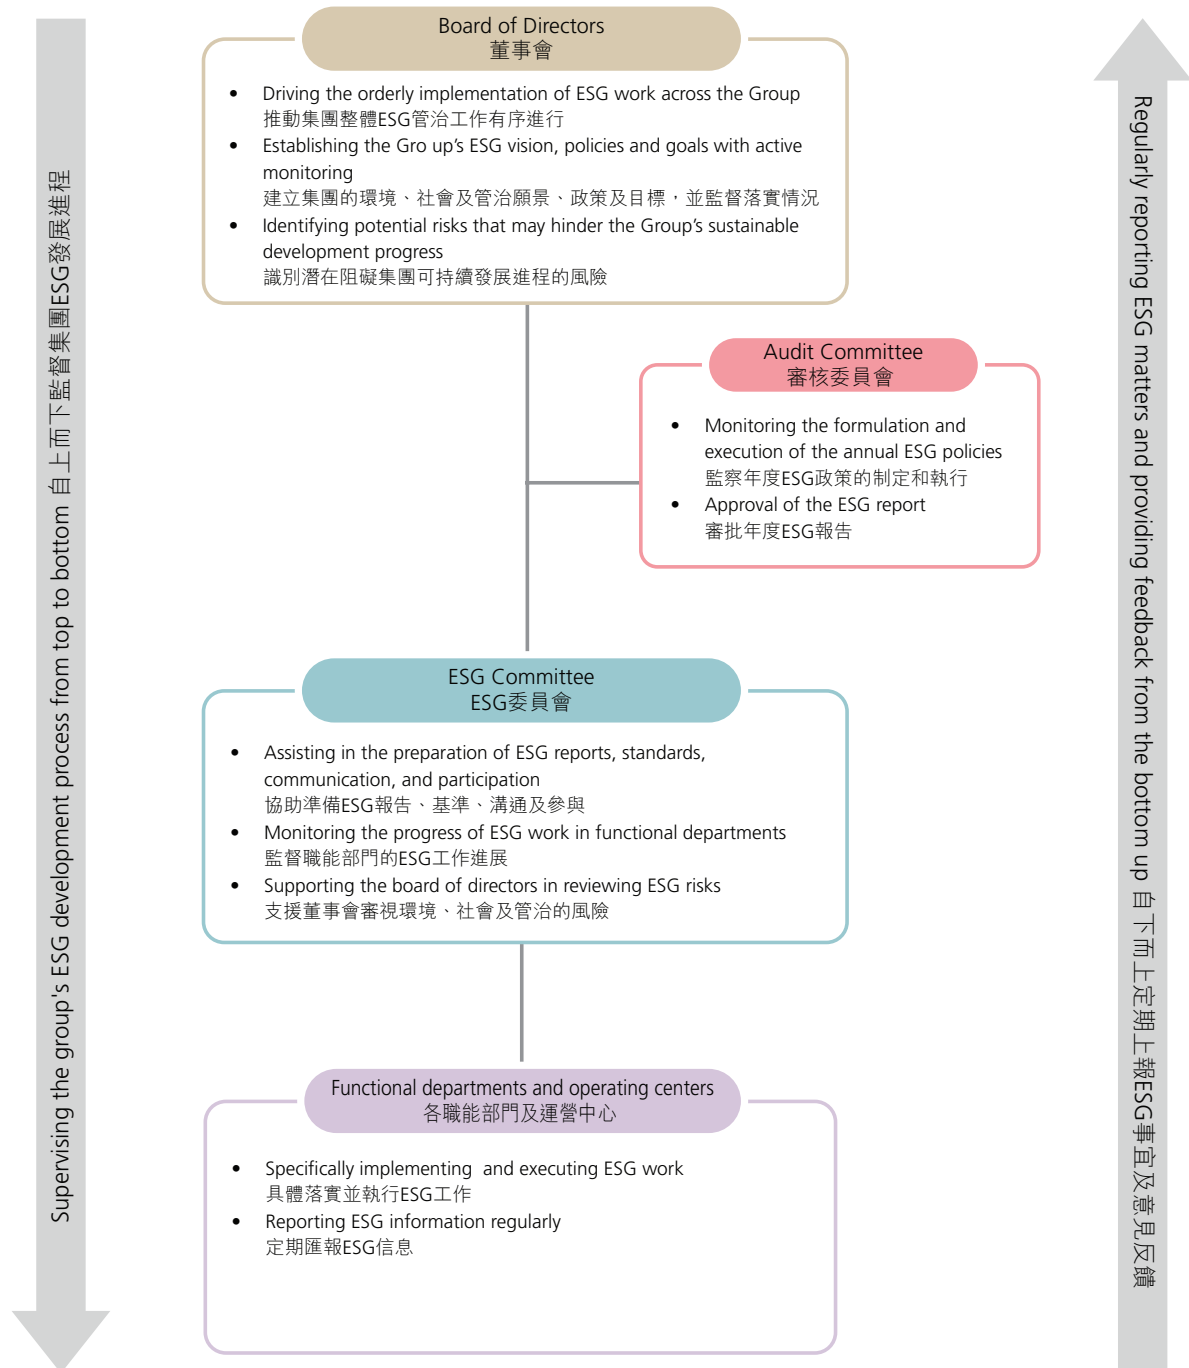 Board of Directors
董事會
• Driving the orderly implementation of ESG work across the Group
推動集團整體ESG管治工作有序進行
• Establishing the Gro up's ESG vision, policies and goals with active
monitoring
建立集團的環境、社會及管治願景、政策及目標，並監督落實情況
• Identifying potential risks that may hinder the Group's sustainable
development progress
識別潛在阻礙集團可持續發展進程的風險
Audit Committee
審核委員會
• Monitoring the formulation and
execution of the annual ESG policies
監察年度ESG政策的制定和執行
• Approval of the ESG report
審批年度ESG報告
ESG Committee
ESG委員會
• Assisting in the preparation of ESG reports, standards,
communication, and participation
協助準備ESG報告、基準、溝通及參與
• Monitoring the progress of ESG work in functional departments
監督職能部門的ESG工作進展
• Supporting the board of directors in reviewing ESG risks
支援董事會審視環境、社會及管治的風險
Functional departments and operating centers
各職能部門及運營中心
• Specifically implementing and executing ESG work
具體落實並執行ESG工作
• Reporting ESG information regularly
定期匯報ESG信息
Supervising the group's ESG development process from top to bottom 自上而下監督集團ESG發展進程
Regularly reporting ESG matters and providing feedback from the bottom up 自下而上定期上報ESG事宜及意見反饋